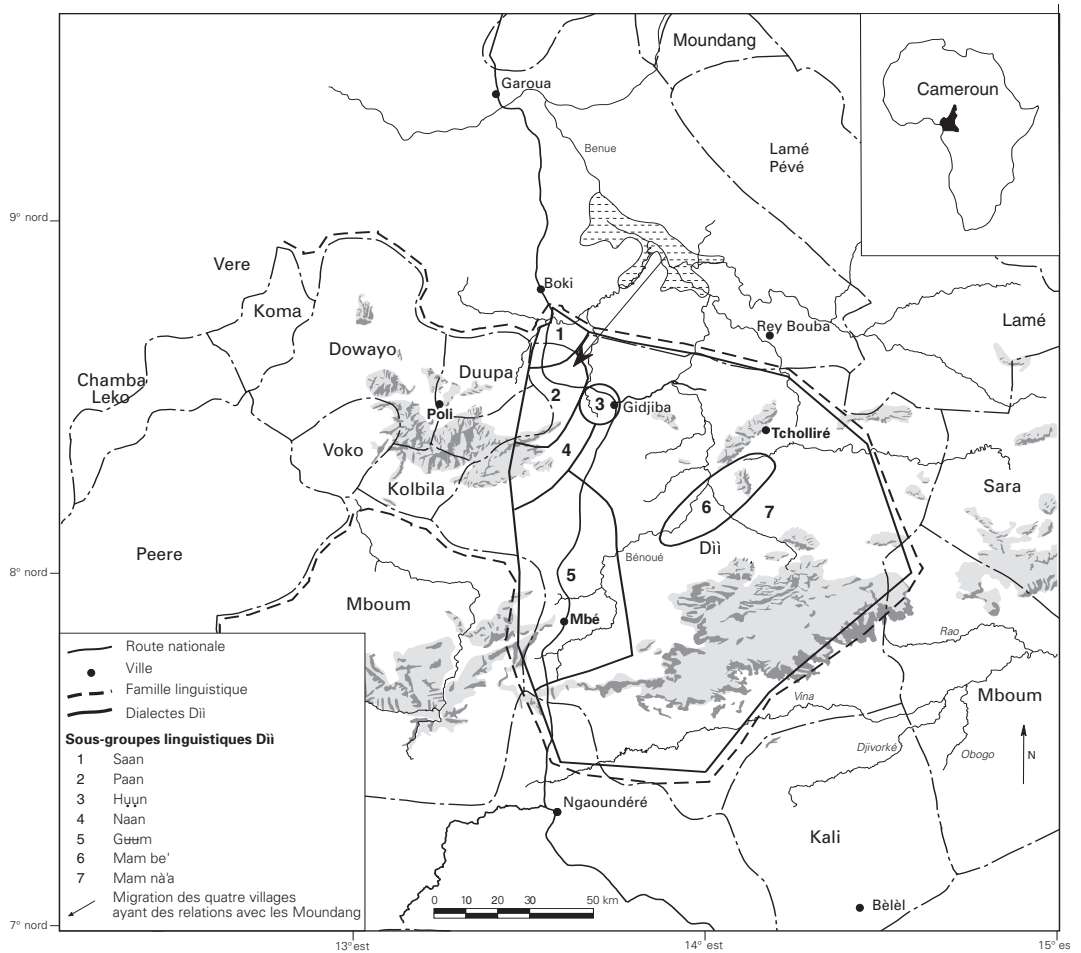 Moundang
Cameroun
Garoua
Lamé
Pévé
Benue
9° nord
Vere
Boki
Koma
Rey Bouba
Lamé
1
Dowayo
Duupa
Chamba
Leko
2
3
Gidjiba
Poli
Tcholliré
4
Voko
Kolbila
Sara
6
7
Peere
Dìì
Bénoué
8° nord
5
Mboum
Mbé
Rao
Route nationale
Ville
Famille linguistique
Dialectes Dìì
Sous-groupes linguistiques Dìì
1 Saan
2 Paan
3 Hụụn
4 Naan
5 Gʉʉm
6 Mam be'
7 Mam nà'a
Migration des quatre villages
ayant des relations avec les Moundang
Vina
Mboum
Djivorké
Obogo
N
Ngaoundéré
Kali
0 10 20 30 50 km
Bèlèl
7° nord
13°est
14°est
15° es